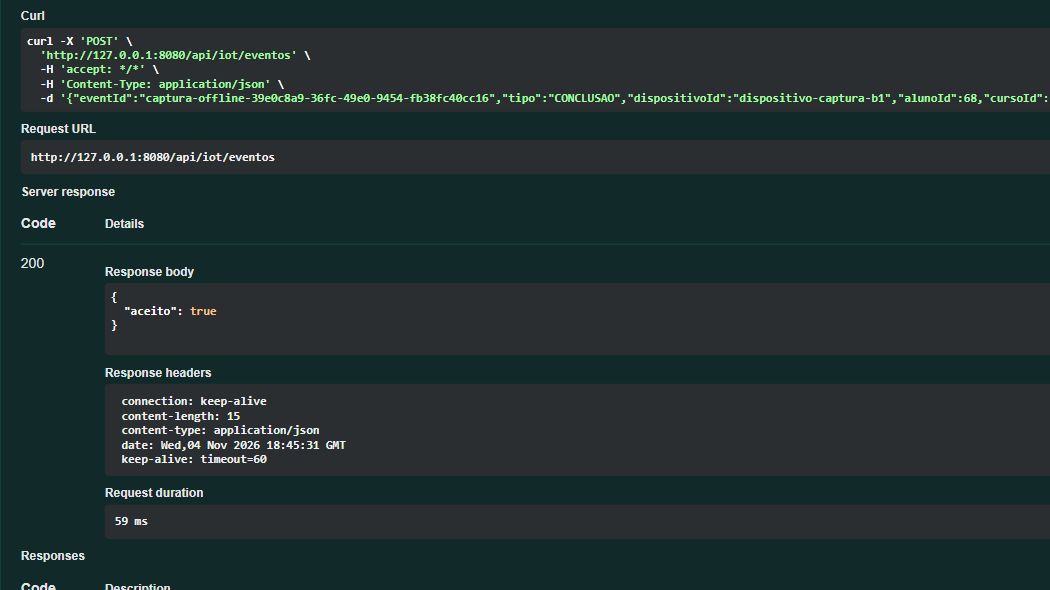 Curl
curl -X 'POST' \
'http://127.0.0.1:8080/api/iot/eventos' \
-H 'accept: */*' \
-H 'Content-Type: application/json' \
-d '{"eventId":"captura-offline-39e0c8a9-36fc-49e0-9454-fb38fc40cc16","tipo":"CONCLUSAO","dispositivoId":"dispositivo-captura-b1","alunoId":68,"cursoId":
Request URL
http://127.0.0.1:8080/api/iot/eventos
Server response
Code Details
200
Response body
{
"aceito": true
}
Response headers
connection: keep-alive
content-length: 15
content-type: application/json
date: Wed,04 Nov 2026 18:45:31 GMT
keep-alive: timeout=60
Request duration
59 ms
Responses
Code Description